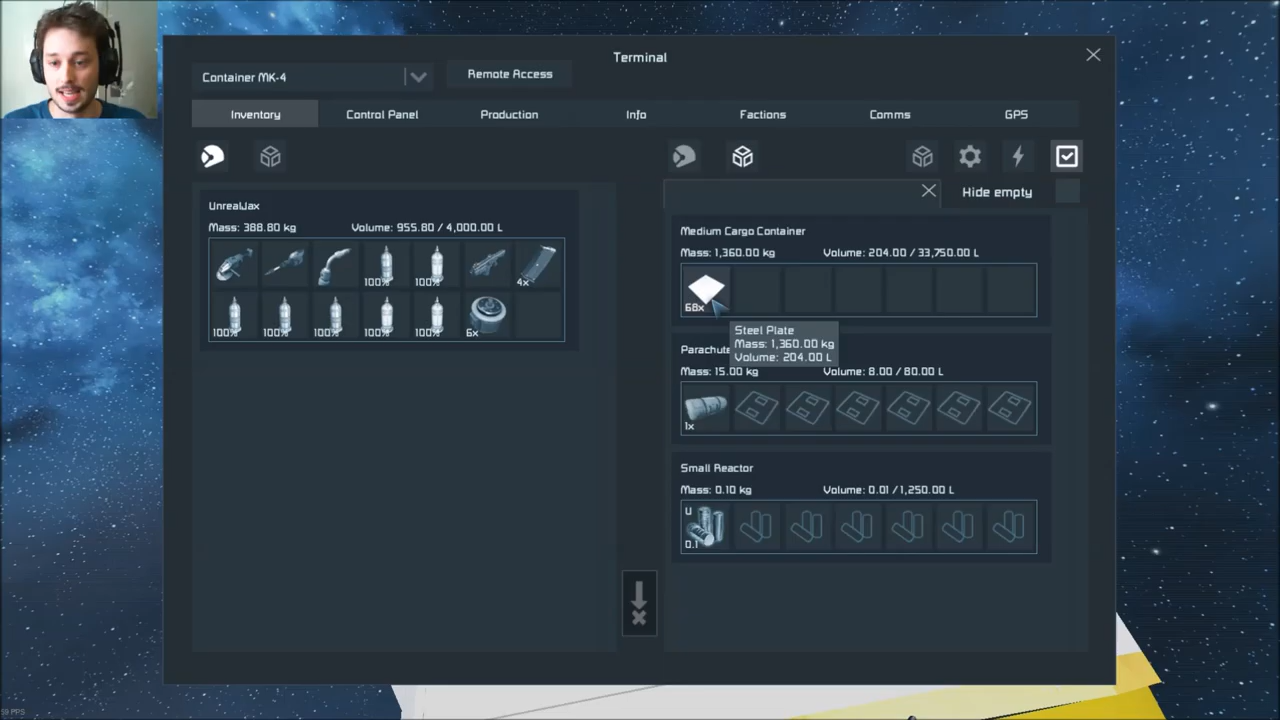 Terminal
Container MK-4
Remote Access
Inventory
Control Panel
Production
Info
Factions
Comms
GPS
Hide empty
UnrealJax
Mass: 388.80 kg
Volume: 955.80 / 4,000.00 L
100%
100%
4x
100%
100%
100%
100%
100%
6x
Medium Cargo Container
Mass: 1,360.00 kg
Volume: 204.00 / 33,750.00 L
68x
Steel Plate
Mass: 1,360.00 kg
Volume: 204.00 L
Parachute
Mass: 15.00 kg
Volume: 8.00 / 80.00 L
1x
Small Reactor
Mass: 0.10 kg
Volume: 0.01 / 1,250.00 L
U
0.1
59 FPS